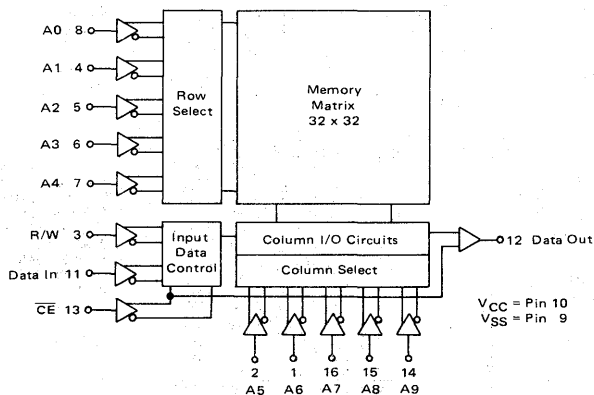 A0 8
A1 4
A2 5
A3 6
A4 7
Row
Select
Memory
Matrix
32 x 32
R/W 3
Data In 11
CE 13
Input
Data
Control
Column I/O Circuits
Column Select
12 Data Out
VCC = Pin 10
VSS = Pin 9
2 1 16 15 14
A5 A6 A7 A8 A9